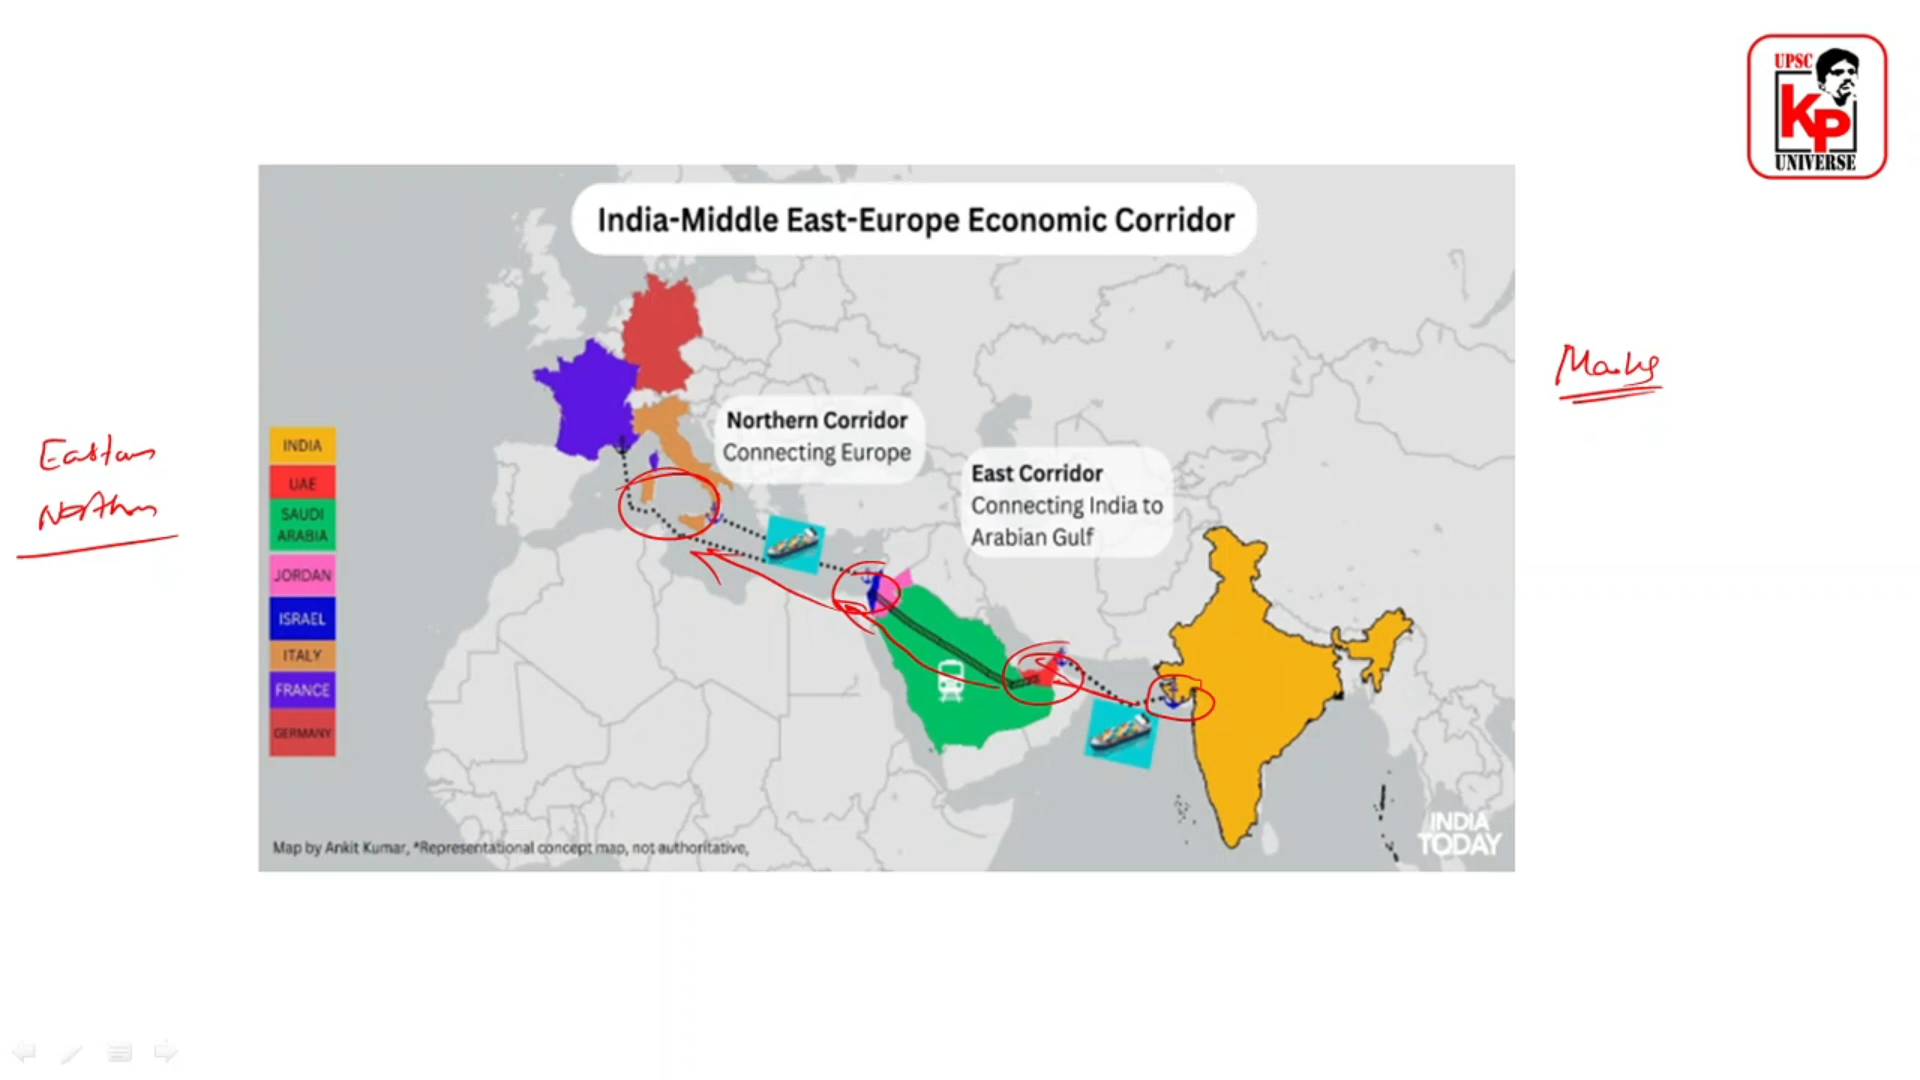 UPSC
KP
UNIVERSE
India-Middle East-Europe Economic Corridor
Northern Corridor
Connecting Europe
East Corridor
Connecting India to
Arabian Gulf
Eastern
Northern
INDIA
UAE
SAUDI
ARABIA
JORDAN
ISRAEL
ITALY
FRANCE
GERMANY
Map by Ankit Kumar, *Representational concept map, not authoritative,
INDIA
TODAY